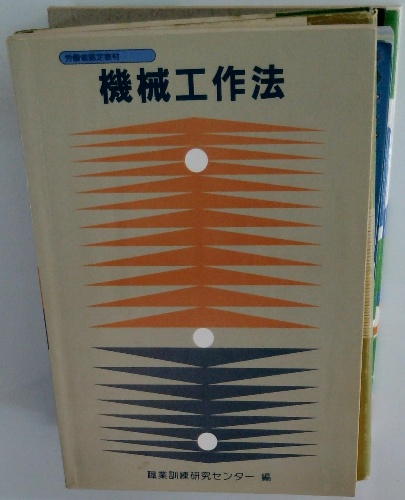 労働省認定教材
機械工作法
職業訓練研究センター 編